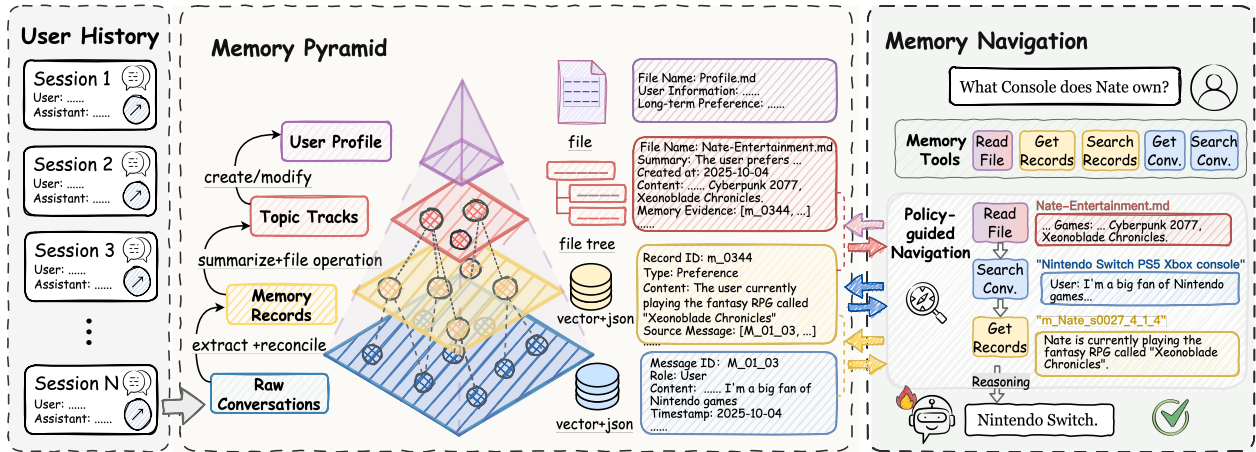 User History
Session 1
User: ......
Assistant: ......
Session 2
User: ......
Assistant: ......
Session 3
User: ......
Assistant: ......
Session N
User: ......
Assistant: ......
Memory Pyramid
User Profile
create/modify
Topic Tracks
summarize+file operation
Memory
Records
extract +reconcile
Raw
Conversations
file
file tree
vector+json
vector+json
File Name: Profile.md
User Information: ......
Long-term Preference: ......
File Name: Nate-Entertainment.md
Summary: The user prefers ...
Created at: 2025-10-04
Content: ...... Cyberpunk 2077,
Xenoblade Chronicles.
Memory Evidence: [m_0344, ...]
......
Record ID: m_0344
Type: Preference
Content: The user currently
playing the fantasy RPG called
"Xenoblade Chronicles"
Source Message: [M_01_03, ...]
......
Message ID: M_01_03
Role: User
Content: ...... I'm a big fan of
Nintendo games
Timestamp: 2025-10-04
......
Memory Navigation
What Console does Nate own?
Memory
Tools
Read
File
Get
Records
Search
Records
Get
Conv.
Search
Conv.
Policy-
guided
Navigation
Read
File
Nate-Entertainment.md
... Games: ... Cyberpunk 2077,
Xenoblade Chronicles.
Search
Conv.
"Nintendo Switch PS5 Xbox console"
User: I'm a big fan of Nintendo
games...
Get
Records
"m_Nate_s0027_4_1_4"
Nate is currently playing the
fantasy RPG called "Xenoblade
Chronicles".
Reasoning
Nintendo Switch.